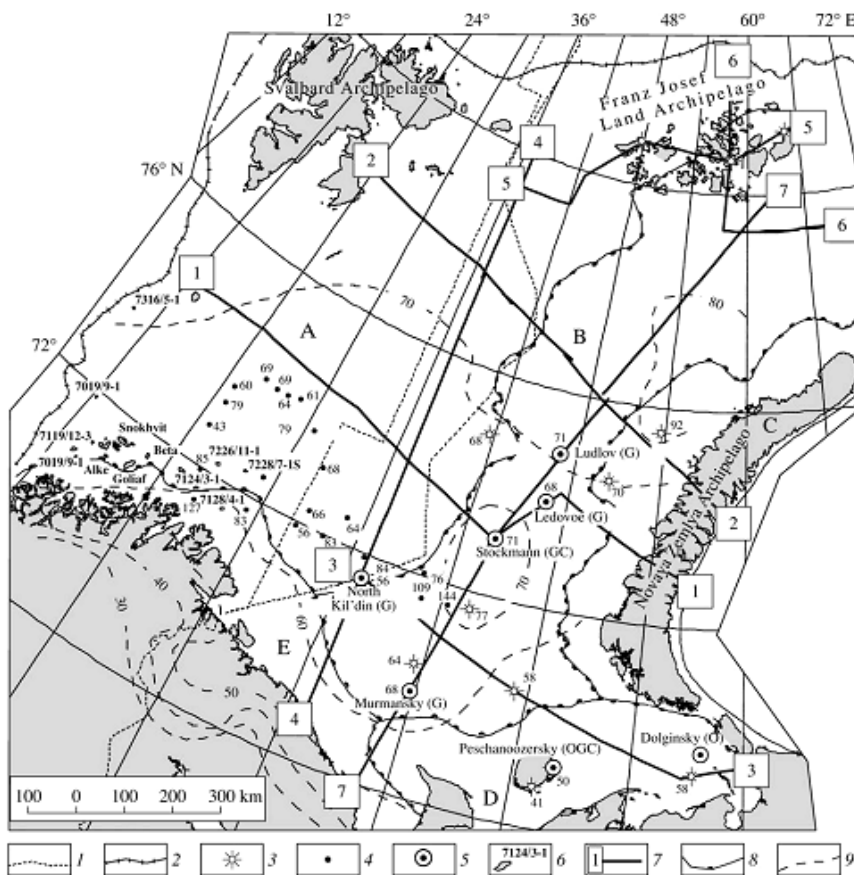 12° 24° 36° 48° 60° 72° E
6
Svalbard Archipelago
Franz Josef
Land Archipelago
4
5
2
5
7
76° N
6
1
70
80
7316/5-1
A
B
72°
69
60
69
64
61
7019/9-1
79
43
79
68
92
C
71
Ludlov (G)
7119/12-3
Snokhvit
Beta
85
7226/11-1
7019/9-1
Alke
Goliaf
7124/3-1
7228/7-1S
68
68
70
Ledovoe (G)
127
7128/4-1
83
66
64
56
83
71
Stockmann (GC)
2
Novaya Zemlya Archipelago
3
84
56
76
70
1
North
Kil'din (G)
109
144
77
40
30
60
E
64
58
50
68
Murmansky (G)
4
Peschanoozersky (OGC)
Dolginsky (O)
50
3
58
7
41
D
100 0 100 200 300 km
1 2 3 4 5 7124/3-1 6 1 7 8 9